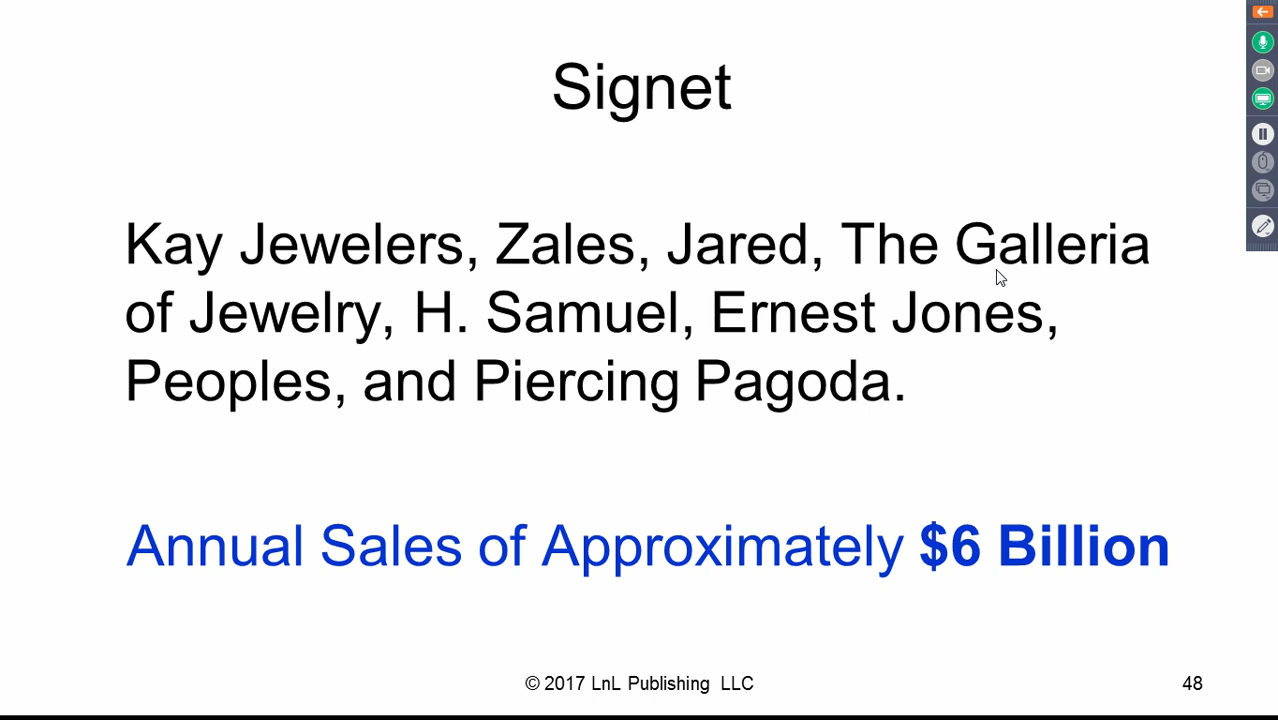 Signet
Kay Jewelers, Zales, Jared, The Galleria
of Jewelry, H. Samuel, Ernest Jones,
Peoples, and Piercing Pagoda.
Annual Sales of Approximately $6 Billion
© 2017 LnL Publishing LLC
48